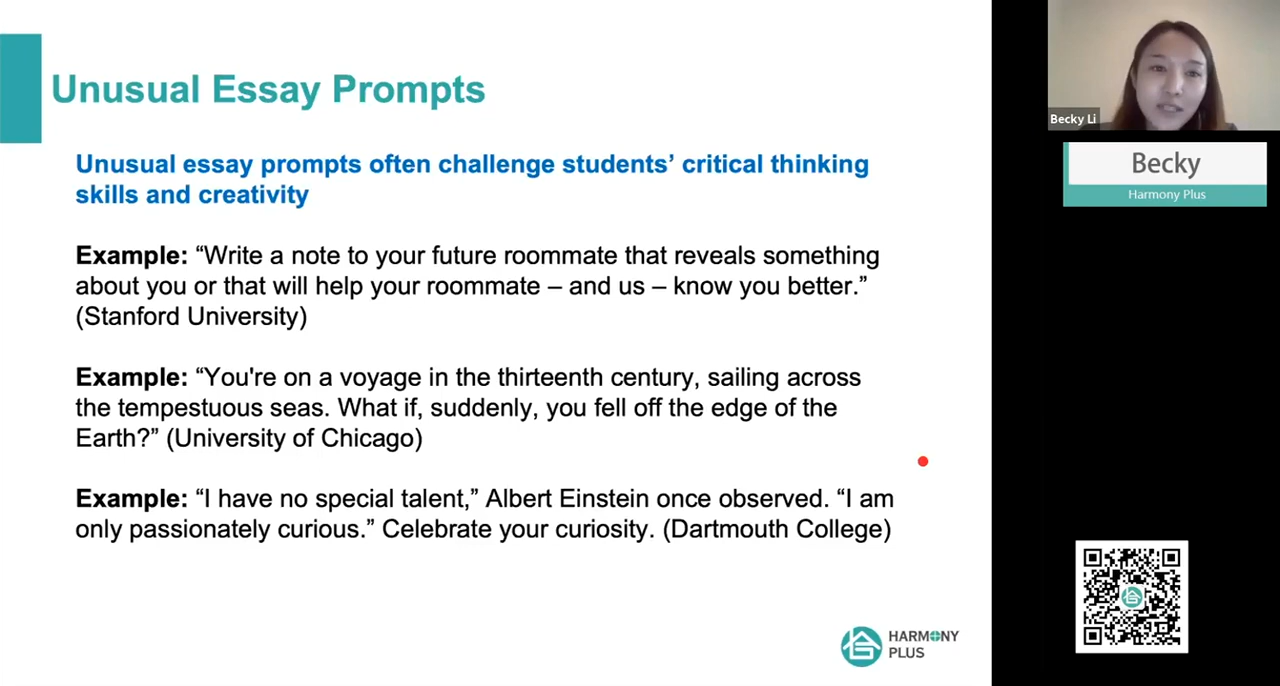 Unusual Essay Prompts
Unusual essay prompts often challenge students’ critical thinking
skills and creativity
Example: “Write a note to your future roommate that reveals something
about you or that will help your roommate – and us – know you better.”
(Stanford University)
Example: “You're on a voyage in the thirteenth century, sailing across
the tempestuous seas. What if, suddenly, you fell off the edge of the
Earth?” (University of Chicago)
Example: “I have no special talent,” Albert Einstein once observed. “I am
only passionately curious.” Celebrate your curiosity. (Dartmouth College)
HARMONY
PLUS
Becky Li
Becky
Harmony Plus